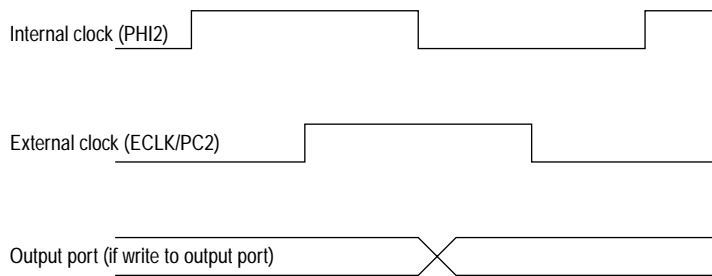 Internal clock (PHI2)
External clock (ECLK/PC2)
Output port (if write to output port)